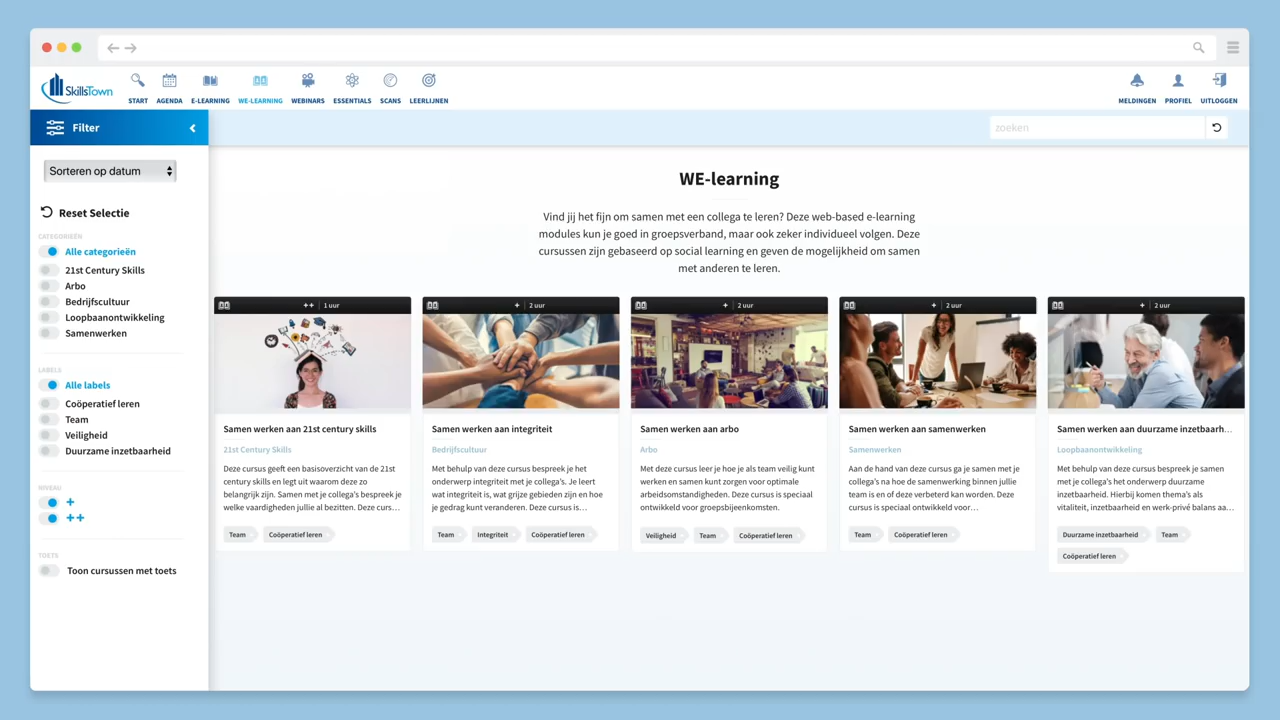 SkillsTown
START
AGENDA
E-LEARNING
WE-LEARNING
WEBINARS
ESSENTIALS
SCANS
LEERLIJNEN
MELDINGEN
PROFIEL
UITLOGGEN
Filter
zoeken
Sorteren op datum
Reset Selectie
CATEGORIEËN
Alle categorieën
21st Century Skills
Arbo
Bedrijfscultuur
Loopbaanontwikkeling
Samenwerken
LABELS
Alle labels
Coöperatief leren
Team
Veiligheid
Duurzame inzetbaarheid
NIVEAU
+
++
TOETS
Toon cursussen met toets
WE-learning
Vind jij het fijn om samen met een collega te leren? Deze web-based e-learning
modules kun je goed in groepsverband, maar ook zeker individueel volgen. Deze
cursussen zijn gebaseerd op social learning en geven de mogelijkheid om samen
met anderen te leren.
++ | 1 uur
Samen werken aan 21st century skills
21st Century Skills
Deze cursus geeft een basisoverzicht van de 21st
century skills en legt uit waarom deze zo
belangrijk zijn. Samen met je collega's bespreek je
welke vaardigheden jullie al bezitten. Deze curs...
Team
Coöperatief leren
+ | 2 uur
Samen werken aan integriteit
Bedrijfscultuur
Met behulp van deze cursus bespreek je het
onderwerp integriteit met je collega's. Je leert
wat integriteit is, wat grijze gebieden zijn en hoe
je gedrag kunt veranderen. Deze cursus is...
Team
Integriteit
Coöperatief leren
+ | 2 uur
Samen werken aan arbo
Arbo
Met deze cursus leer je hoe je als team veilig kunt
werken en samen kunt zorgen voor optimale
arbeidsomstandigheden. Deze cursus is speciaal
ontwikkeld voor groepsbijeenkomsten.
Veiligheid
Team
Coöperatief leren
+ | 2 uur
Samen werken aan samenwerken
Samenwerken
Aan de hand van deze cursus ga je samen met je
collega's na hoe de samenwerking binnen jullie
team is en of deze verbeterd kan worden. Deze
cursus is speciaal ontwikkeld voor...
Team
Coöperatief leren
+ | 2 uur
Samen werken aan duurzame inzetbaarh...
Loopbaanontwikkeling
Met behulp van deze cursus bespreek je samen
met je collega's het onderwerp duurzame
inzetbaarheid. Hierbij komen thema's als
vitaliteit, inzetbaarheid en werk-privé balans aa...
Duurzame inzetbaarheid
Team
Coöperatief leren